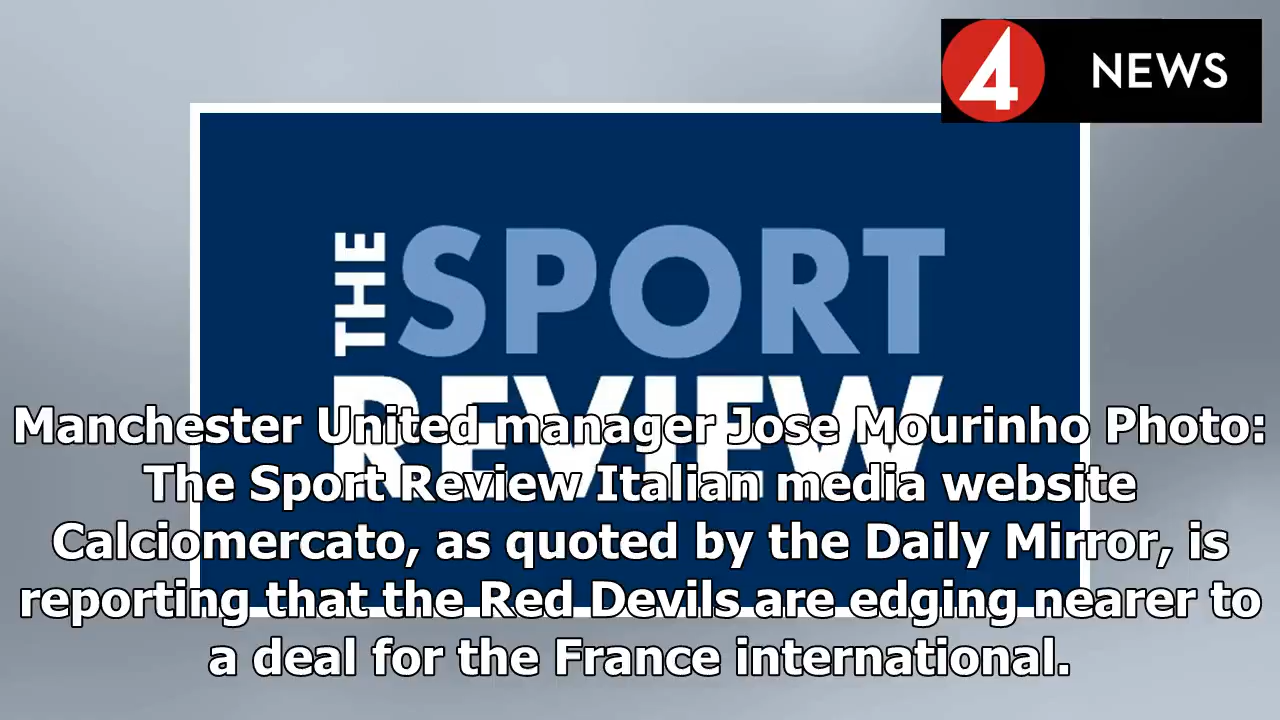 4 NEWS
THE SPORT
REVIEW
Manchester United manager Jose Mourinho Photo:
The Sport Review Italian media website
Calciomercato, as quoted by the Daily Mirror, is
reporting that the Red Devils are edging nearer to
a deal for the France international.